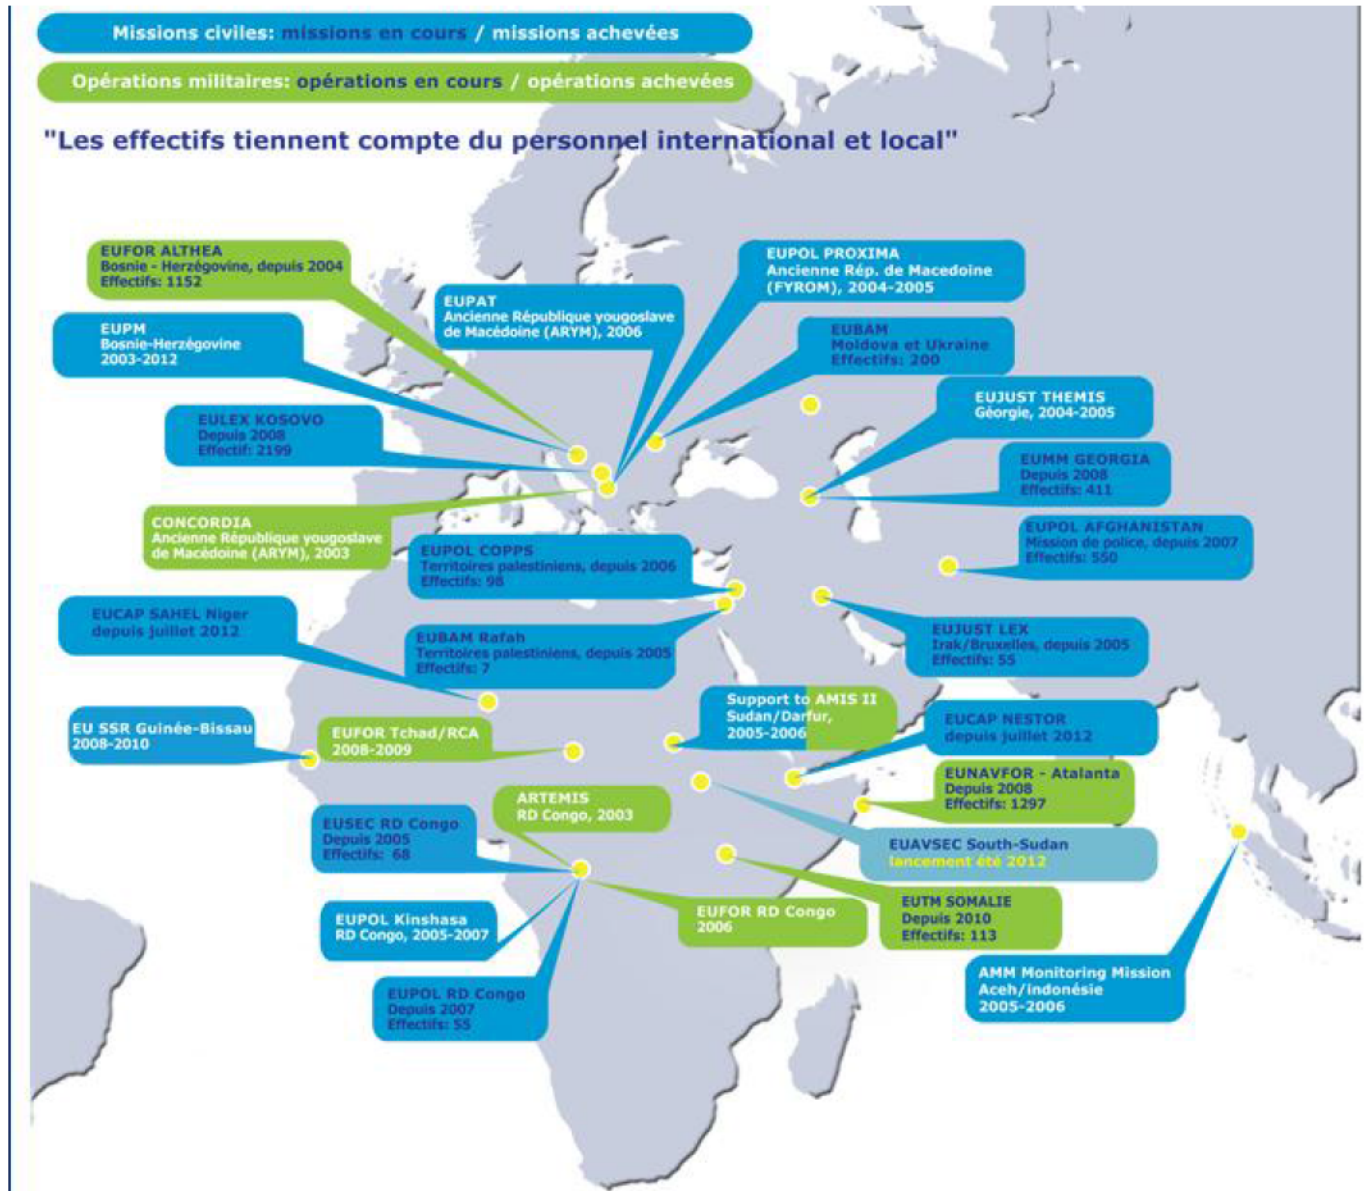 Missions civiles: missions en cours / missions achevées
Opérations militaires: opérations en cours / opérations achevées
"Les effectifs tiennent compte du personnel international et local"
EUFOR ALTHEA
Bosnie - Herzégovine, depuis 2004
Effectifs: 1152
EUPOL PROXIMA
Ancienne Rép. de Macedoine
(FYROM), 2004-2005
EUPAT
Ancienne République yougoslave
de Macédoine (ARYM), 2006
EUPM
Bosnie-Herzégovine
2003-2012
EUBAM
Moldova et Ukraine
Effectifs: 200
EUJUST THEMIS
Géorgie, 2004-2005
EULEX KOSOVO
Depuis 2008
Effectif: 2199
EUMM GEORGIA
Depuis 2008
Effectifs: 411
CONCORDIA
Ancienne République yougoslave
de Macédoine (ARYM), 2003
EUPOL AFGHANISTAN
Mission de police, depuis 2007
Effectifs: 550
EUPOL COPPS
Territoires palestiniens, depuis 2006
Effectifs: 98
EUCAP SAHEL Niger
depuis juillet 2012
EUBAM Rafah
Territoires palestiniens, depuis 2005
Effectifs: 7
EUJUST LEX
Irak/Bruxelles, depuis 2005
Effectifs: 55
Support to AMIS II
Sudan/Darfur,
2005-2006
EU SSR Guinée-Bissau
2008-2010
EUFOR Tchad/RCA
2008-2009
EUCAP NESTOR
depuis juillet 2012
EUNAVFOR - Atalanta
Depuis 2008
Effectifs: 1297
ARTEMIS
RD Congo, 2003
EUSEC RD Congo
Depuis 2005
Effectifs: 68
EUAVSEC South-Sudan
lancement été 2012
EUPOL Kinshasa
RD Congo, 2005-2007
EUFOR RD Congo
2006
EUTM SOMALIE
Depuis 2010
Effectifs: 113
AMM Monitoring Mission
Aceh/indonésie
2005-2006
EUPOL RD Congo
Depuis 2007
Effectifs: 55